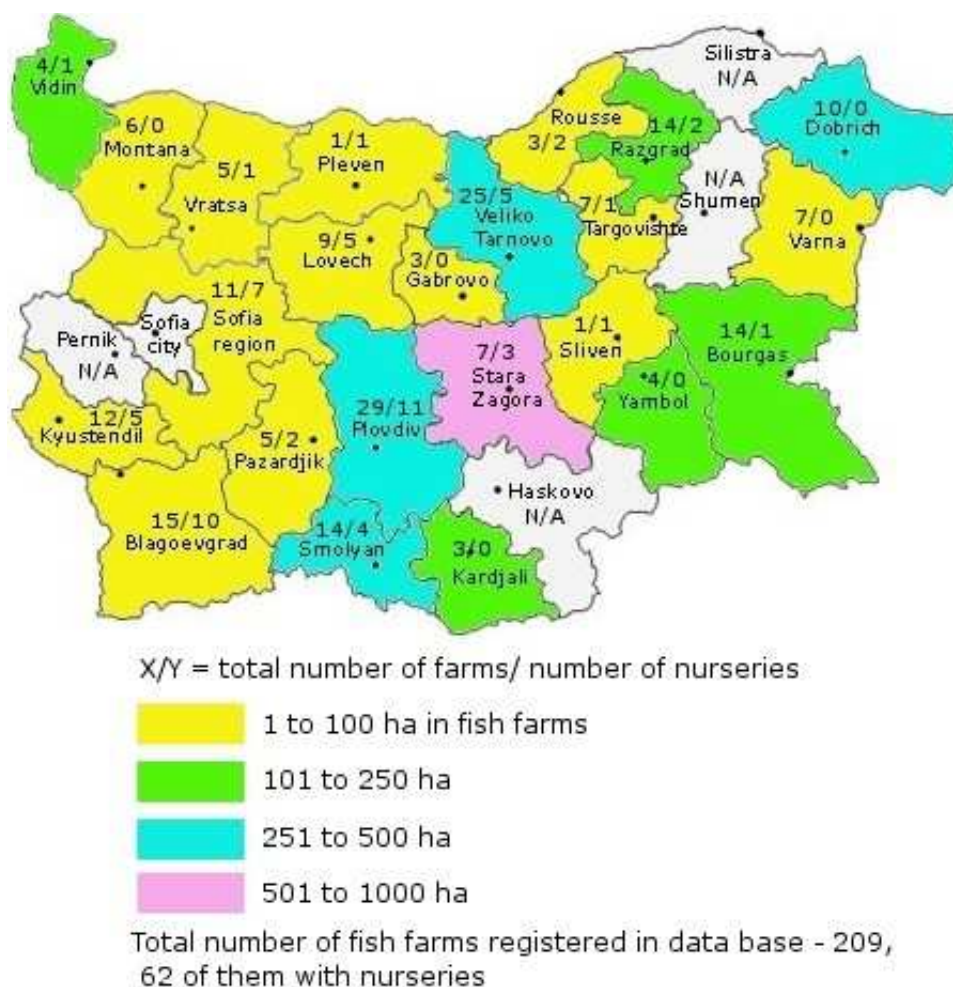 Silistra
N/A
4/1
Vidin
10/0
Dobrich
Rousse
3/2
14/2
Razgrad
6/0
Montana
5/1
Vratsa
1/1
Pleven
25/5
Veliko
Tarnovo
7/1
Targovishte
N/A
Shumen
7/0
Varna
9/5
Lovech
3/0
Gabrovo
11/7
Sofia
region
Sofia
city
Pernik
N/A
7/3
Stara
Zagora
1/1
Sliven
14/1
Bourgas
4/0
Yambol
12/5
Kyustendil
5/2
Pazardjik
29/11
Plovdiv
Haskovo
N/A
15/10
Blagoevgrad
14/4
Smolyan
3/0
Kardjali
X/Y = total number of farms/ number of nurseries
1 to 100 ha in fish farms
101 to 250 ha
251 to 500 ha
501 to 1000 ha
Total number of fish farms registered in data base - 209,
62 of them with nurseries